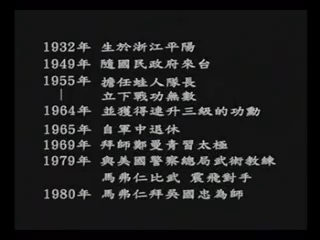 1932年 生於浙江平陽
1949年 隨國民政府來台
1955年 擔任蛙人隊長
| 立下戰功無數
1964年 並獲得連升三級的功勳
1965年 自軍中退休
1969年 拜師鄭曼青習太極
1979年 與美國警察總局武術教練
馬弗仁比武 震飛對手
1980年 馬弗仁拜吳國忠為師